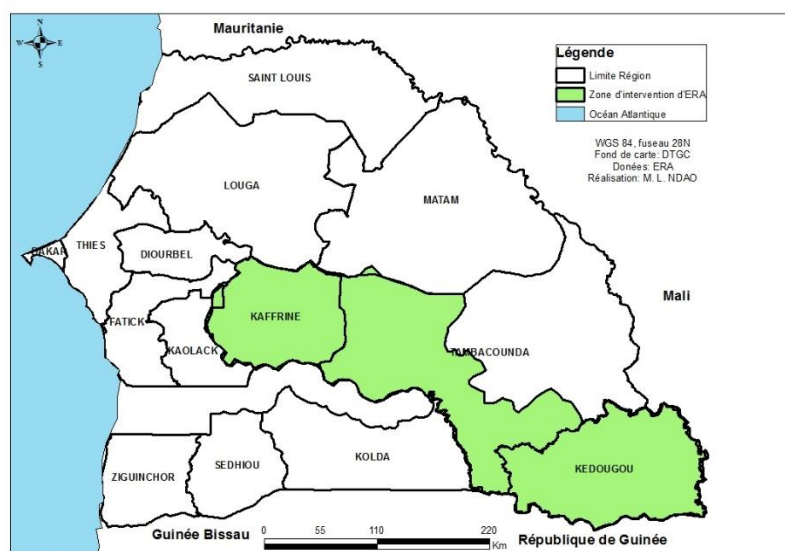 Mauritanie
N
W E
S
Légende
Limite Région
Zone d'intervention d'ERA
Océan Atlantique
WGS 84, fuseau 28N
Fond de carte: DTGC
Donées: ERA
Réalisation: M. L. NDAO
SAINT LOUIS
LOUGA
MATAM
DAKAR
THIES
DIOURBEL
Mali
FATICK
KAOLACK
KAFFRINE
TAMBACOUNDA
ZIGUINCHOR
SEDHIOU
KOLDA
KEDOUGOU
Guinée Bissau
0 55 110 220
Km
République de Guinée